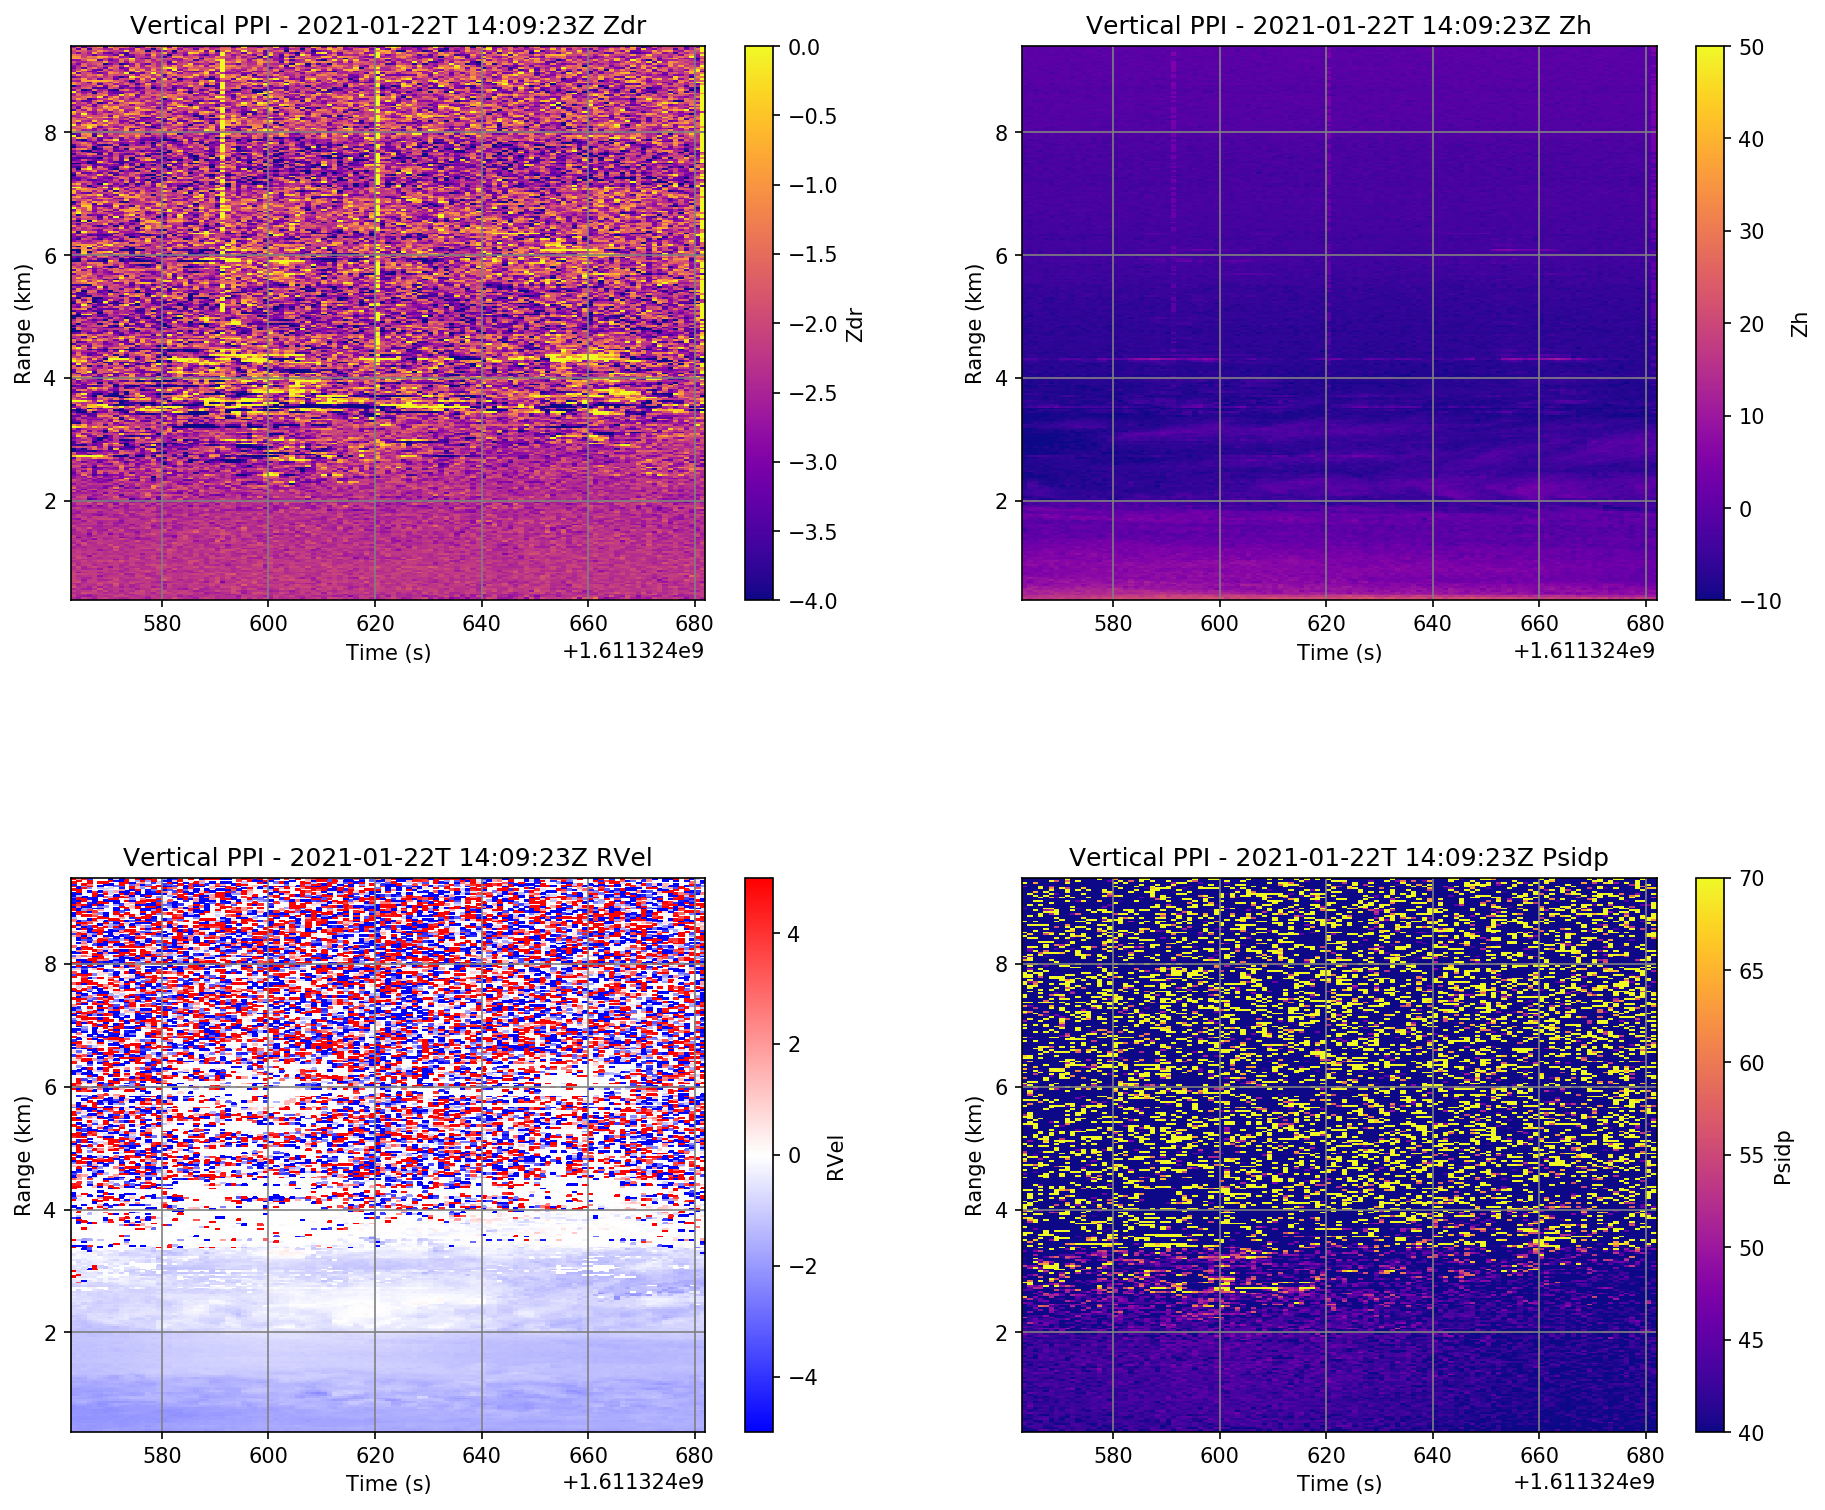 Vertical PPI - 2021-01-22T 14:09:23Z Zdr
Range (km)
8
6
4
2
580 600 620 640 660 680
Time (s)
+1.611324e9
0.0
−0.5
−1.0
−1.5
−2.0
−2.5
−3.0
−3.5
−4.0
Zdr
Vertical PPI - 2021-01-22T 14:09:23Z Zh
Range (km)
8
6
4
2
580 600 620 640 660 680
Time (s)
+1.611324e9
50
40
30
20
10
0
−10
Zh
Vertical PPI - 2021-01-22T 14:09:23Z RVel
Range (km)
8
6
4
2
580 600 620 640 660 680
Time (s)
+1.611324e9
4
2
0
−2
−4
RVel
Vertical PPI - 2021-01-22T 14:09:23Z Psidp
Range (km)
8
6
4
2
580 600 620 640 660 680
Time (s)
+1.611324e9
70
65
60
55
50
45
40
Psidp